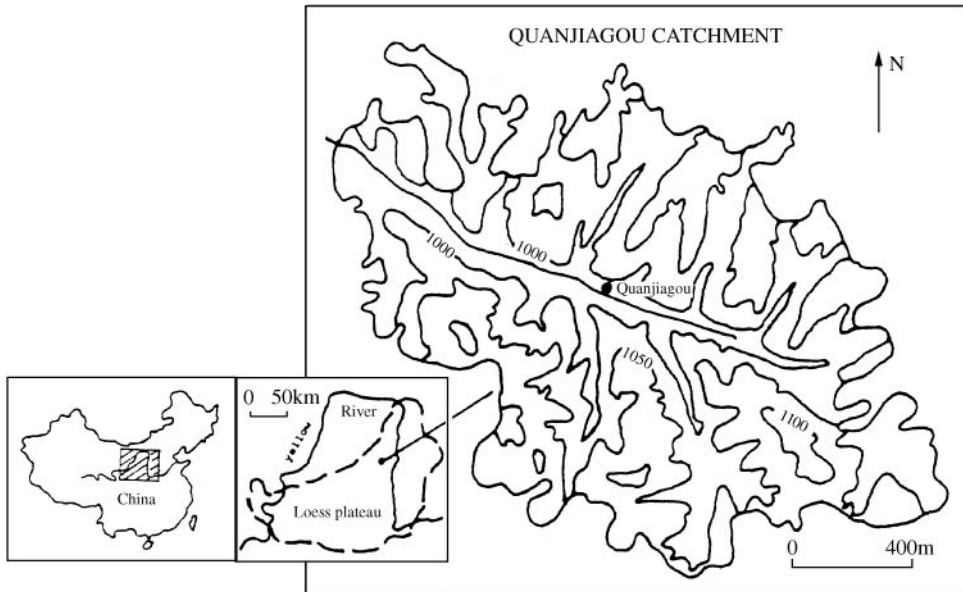 QUANJIAGOU CATCHMENT
N
1000
1000
Quanjiagou
1050
1100
0 400m
0 50km
River
Yellow
Loess plateau
China